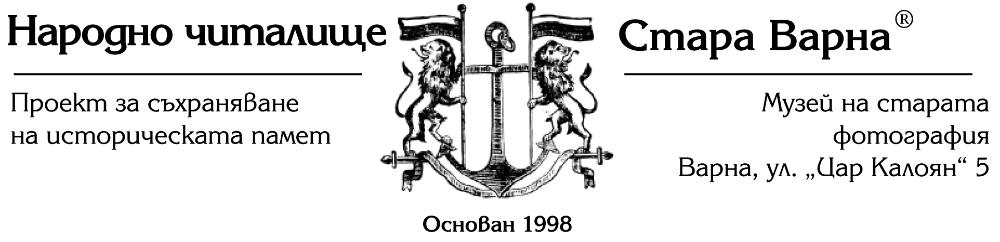 Народно читалище
Стара Варна®
Проект за съхраняване
на историческата памет
Музей на старата
фотография
Варна, ул. „Цар Калоян“ 5
Основан 1998